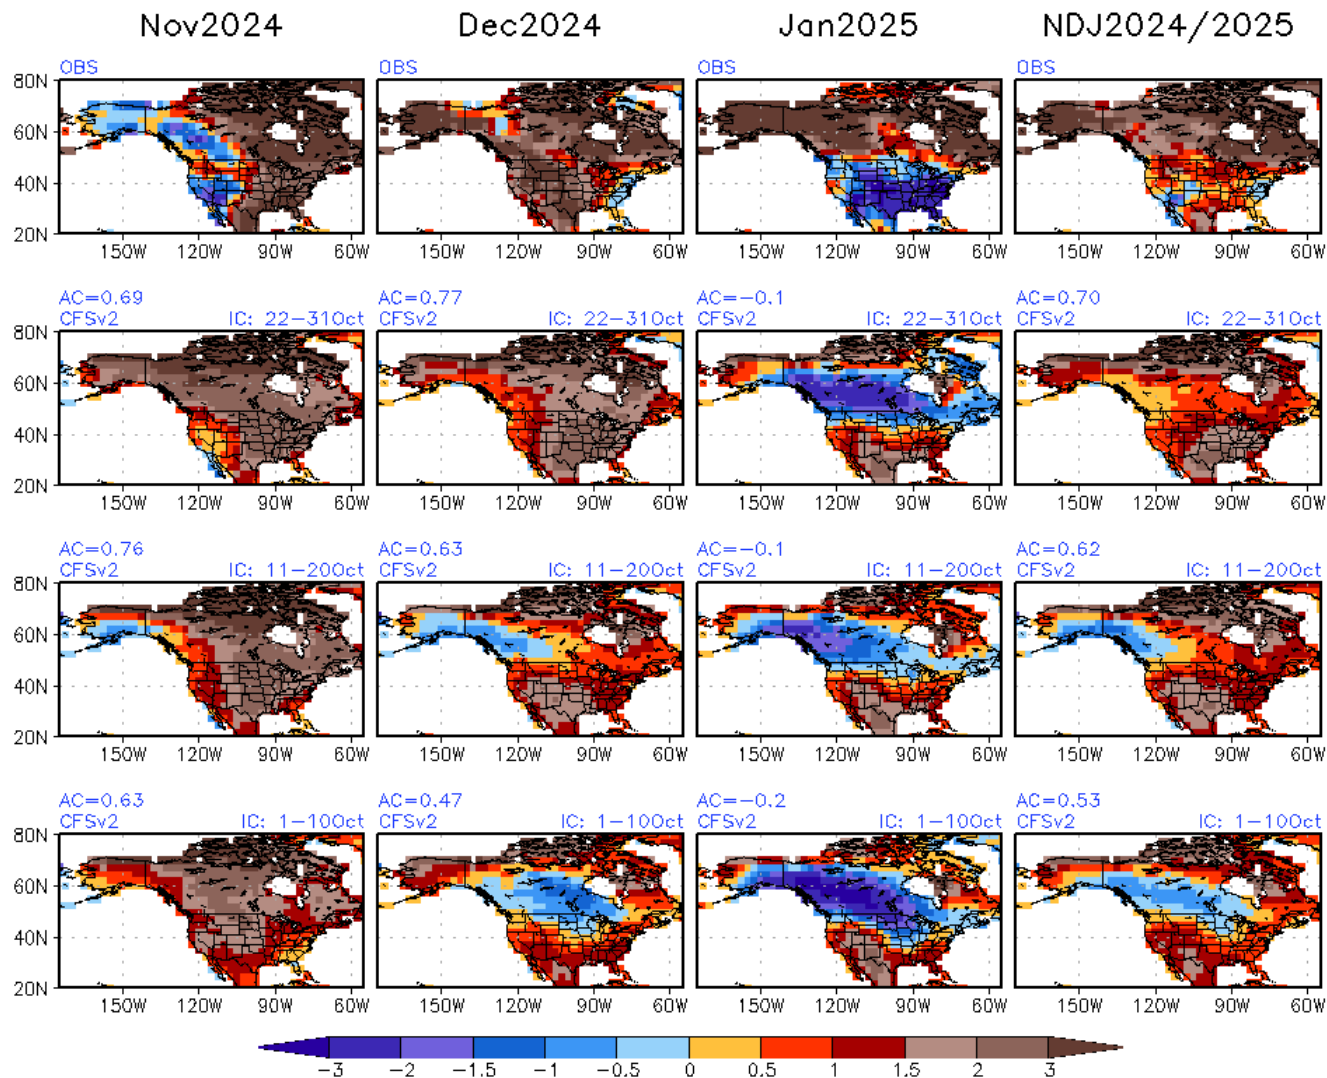 Nov2024 Dec2024 Jan2025 NDJ2024/2025
OBS OBS OBS OBS
80N
60N
40N
20N
150W 120W 90W 60W 150W 120W 90W 60W 150W 120W 90W 60W 150W 120W 90W 60W
AC=0.69 AC=0.77 AC=-0.1 AC=0.70
CFSv2 IC: 22-31Oct CFSv2 IC: 22-31Oct CFSv2 IC: 22-31Oct CFSv2 IC: 22-31Oct
80N
60N
40N
20N
150W 120W 90W 60W 150W 120W 90W 60W 150W 120W 90W 60W 150W 120W 90W 60W
AC=0.76 AC=0.63 AC=-0.1 AC=0.62
CFSv2 IC: 11-20Oct CFSv2 IC: 11-20Oct CFSv2 IC: 11-20Oct CFSv2 IC: 11-20Oct
80N
60N
40N
20N
150W 120W 90W 60W 150W 120W 90W 60W 150W 120W 90W 60W 150W 120W 90W 60W
AC=0.63 AC=0.47 AC=-0.2 AC=0.53
CFSv2 IC: 1-10Oct CFSv2 IC: 1-10Oct CFSv2 IC: 1-10Oct CFSv2 IC: 1-10Oct
80N
60N
40N
20N
150W 120W 90W 60W 150W 120W 90W 60W 150W 120W 90W 60W 150W 120W 90W 60W
-3 -2 -1.5 -1 -0.5 0 0.5 1 1.5 2 3